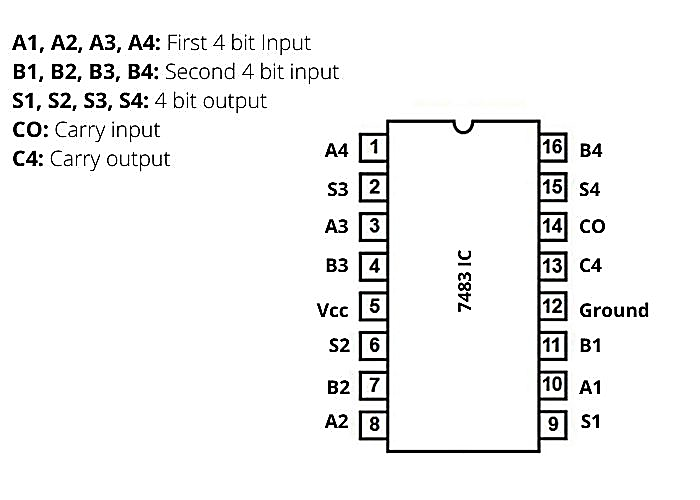 A1, A2, A3, A4: First 4 bit Input
B1, B2, B3, B4: Second 4 bit input
S1, S2, S3, S4: 4 bit output
CO: Carry input
C4: Carry output
A4 1 16 B4
S3 2 15 S4
A3 3 14 CO
B3 4 13 C4
Vcc 5 12 Ground
S2 6 11 B1
B2 7 10 A1
A2 8 9 S1
7483 IC